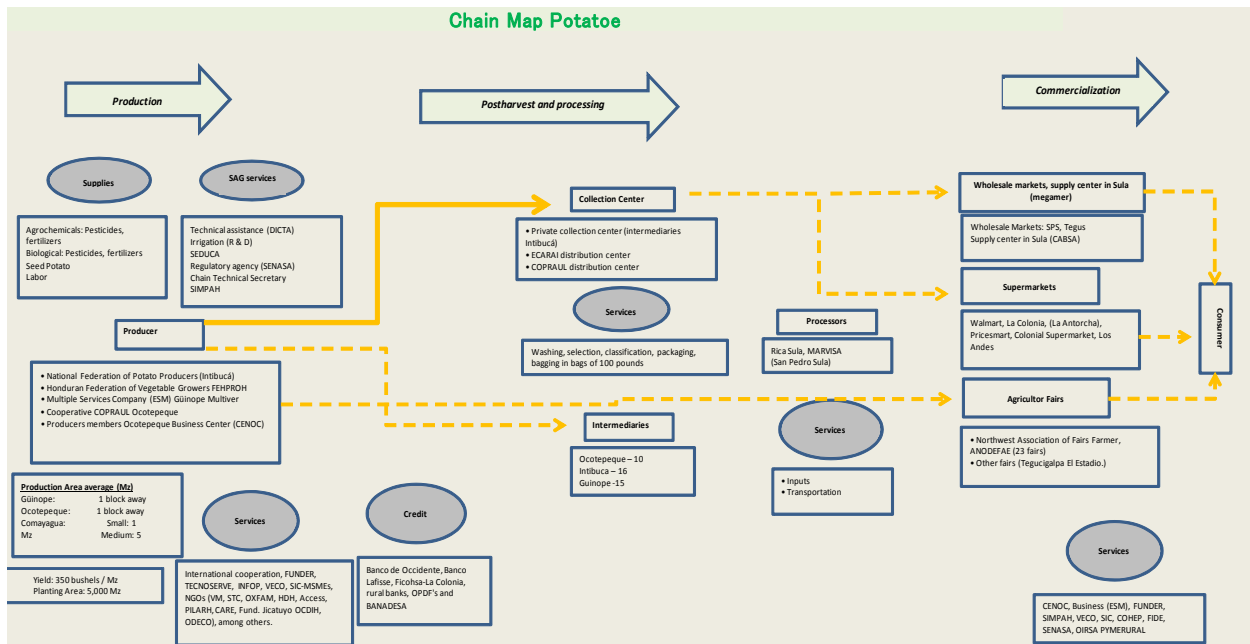 Chain Map Potatoe
Production
Postharvest and processing
Commercialization
Supplies
SAG services
Agrochemicals: Pesticides,
fertilizers
Biological: Pesticides, fertilizers
Seed Potato
Labor
Technical assistance (DICTA)
Irrigation (R & D)
SEDUCA
Regulatory agency (SENASA)
Chain Technical Secretary
SIMPAH
Producer
• National Federation of Potato Producers (Intibucá)
• Honduran Federation of Vegetable Growers FEHPROH
• Multiple Services Company (ESM) Güinope Multiver
• Cooperative COPRAUL Ocotepeque
• Producers members Ocotepeque Business Center (CENOC)
Production Area average (Mz)
Güinope: 1 block away
Ocotepeque: 1 block away
Comayagua: Small: 1
Mz Medium: 5
Yield: 350 bushels / Mz
Planting Area: 5,000 Mz
Services
International cooperation, FUNDER,
TECNOSERVE, INFOP, VECO, SIC-MSMEs,
NGOs (VM, STC, OXFAM, HDH, Access,
PILARH, CARE, Fund. Jicatuyo OCDIH,
ODECO), among others.
Credit
Banco de Occidente, Banco
Lafisse, Ficohsa-La Colonia,
rural banks, OPDF's and
BANADESA
Collection Center
• Private collection center (intermediaries
Intibucá)
• ECARAI distribution center
• COPRAUL distribution center
Services
Washing, selection, classification, packaging,
bagging in bags of 100 pounds
Intermediaries
Ocotepeque – 10
Intibuca – 16
Guinope -15
Processors
Rica Sula, MARVISA
(San Pedro Sula)
Services
• Inputs
• Transportation
Wholesale markets, supply center in Sula
(megamer)
Wholesale Markets: SPS, Tegus
Supply center in Sula (CABSA)
Supermarkets
Walmart, La Colonia, (La Antorcha),
Pricesmart, Colonial Supermarket, Los
Andes
Agricultor Fairs
• Northwest Association of Fairs Farmer,
ANODEFAE (23 fairs)
• Other fairs (Tegucigalpa El Estadio.)
Consumer
Services
CENOC, Business (ESM), FUNDER,
SIMPAH, VECO, SIC, COHEP, FIDE,
SENASA, OIRSA PYMERURAL